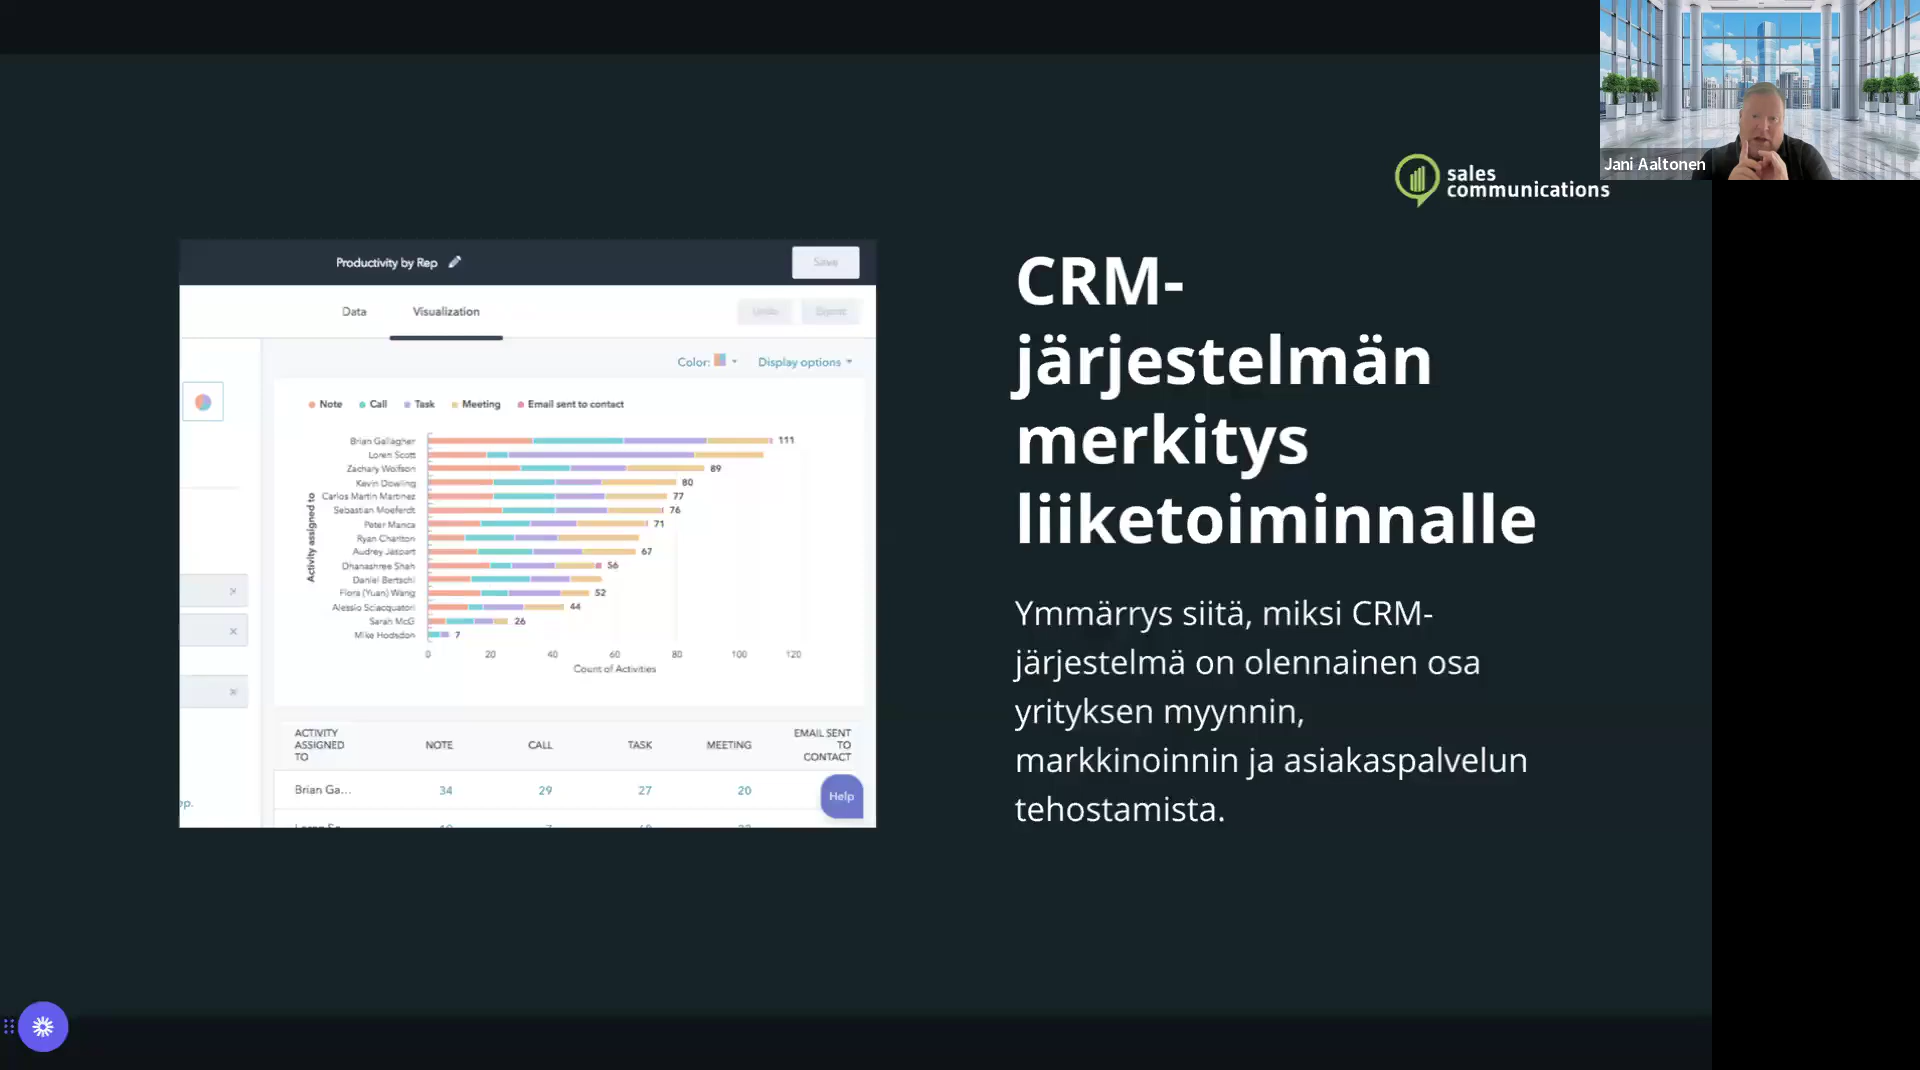 Jani Aaltonen
sales
communications
CRM-
järjestelmän
merkitys
liiketoiminnalle
Ymmärrys siitä, miksi CRM-
järjestelmä on olennainen osa
yrityksen myynnin,
markkinoinnin ja asiakaspalvelun
tehostamista.
Productivity by Rep
Save
Data Visualization
Undo Export
Color: Display options
Note Call Task Meeting Email sent to contact
Activity assigned to
Brian Gallagher 111
Loren Scott
Zachary Wolfson 89
Kevin Dowling 80
Carlos Martin Martinez 77
Sebastian Moeferdt 76
Peter Manca 71
Ryan Charlton
Audrey Jaspart 67
Dhanashree Shah 56
Daniel Bertschi
Flora (Yuan) Wang 52
Alessio Sciacquatori 44
Sarah McG 26
Mike Hodsdon 7
0 20 40 60 80 100 120
Count of Activities
ACTIVITY
ASSIGNED
TO
NOTE CALL TASK MEETING
EMAIL SENT
TO
CONTACT
Brian Ga... 34 29 27 20
ep.
Help